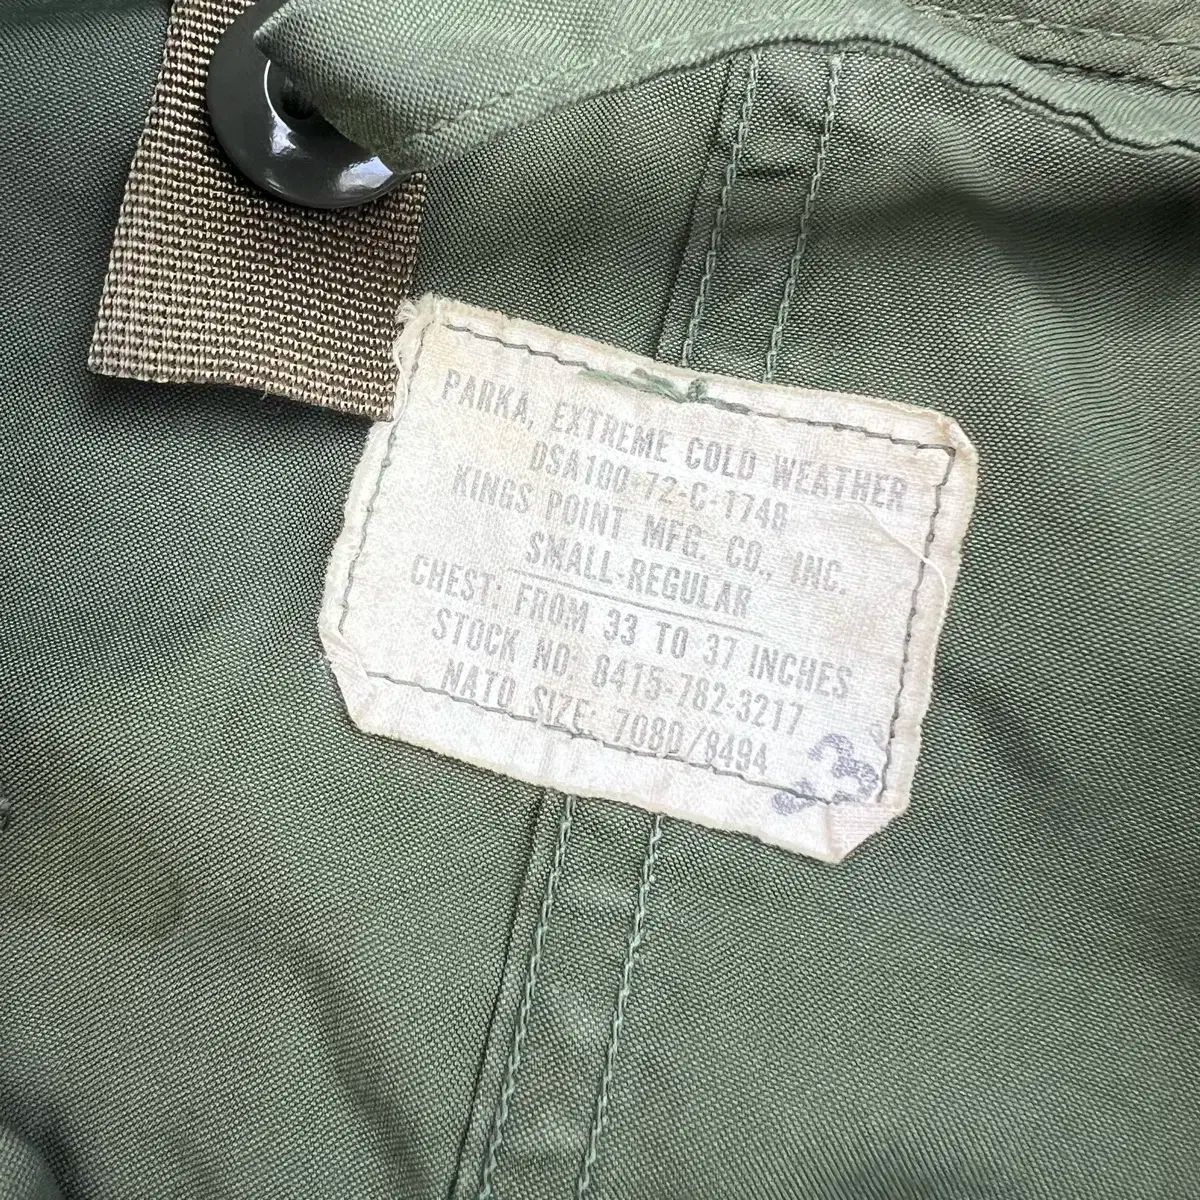 PARKA, EXTREME COLD WEATHER
DSA100-72-C-1748
KINGS POINT MFG. CO., INC.
SMALL-REGULAR
CHEST: FROM 33 TO 37 INCHES
STOCK NO: 8415-782-3217
NATO SIZE: 7080/8494